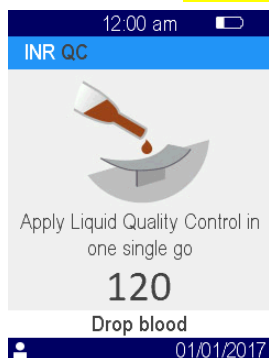 12:00 am
INR QC
Apply Liquid Quality Control in
one single go
120
Drop blood
01/01/2017